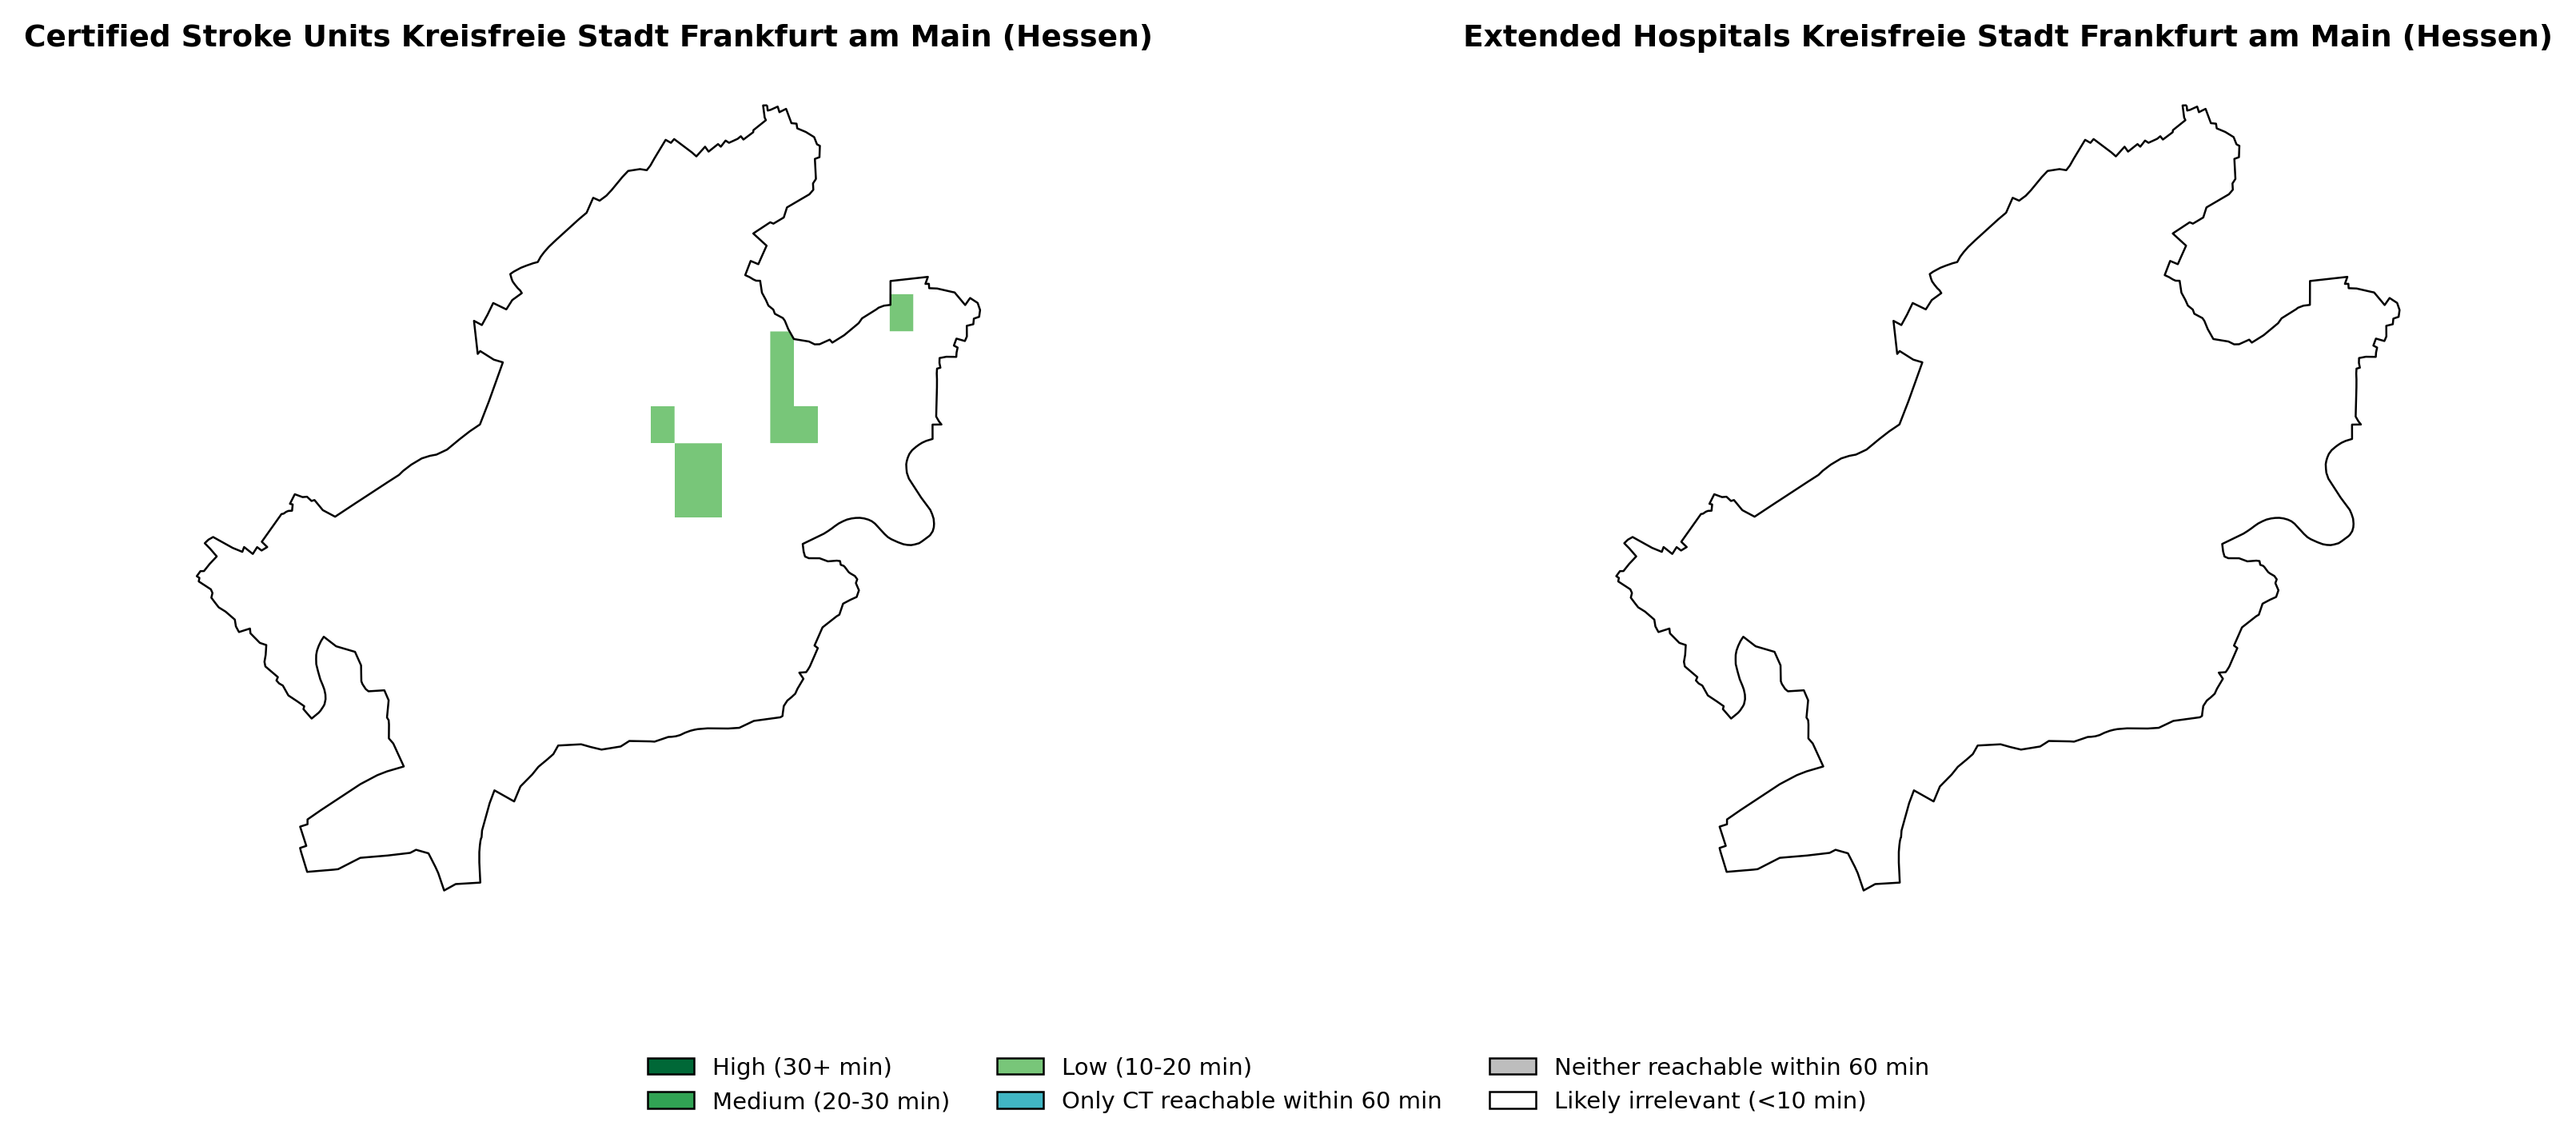 Certified Stroke Units Kreisfreie Stadt Frankfurt am Main (Hessen)
Extended Hospitals Kreisfreie Stadt Frankfurt am Main (Hessen)
High (30+ min)
Medium (20-30 min)
Low (10-20 min)
Only CT reachable within 60 min
Neither reachable within 60 min
Likely irrelevant (<10 min)